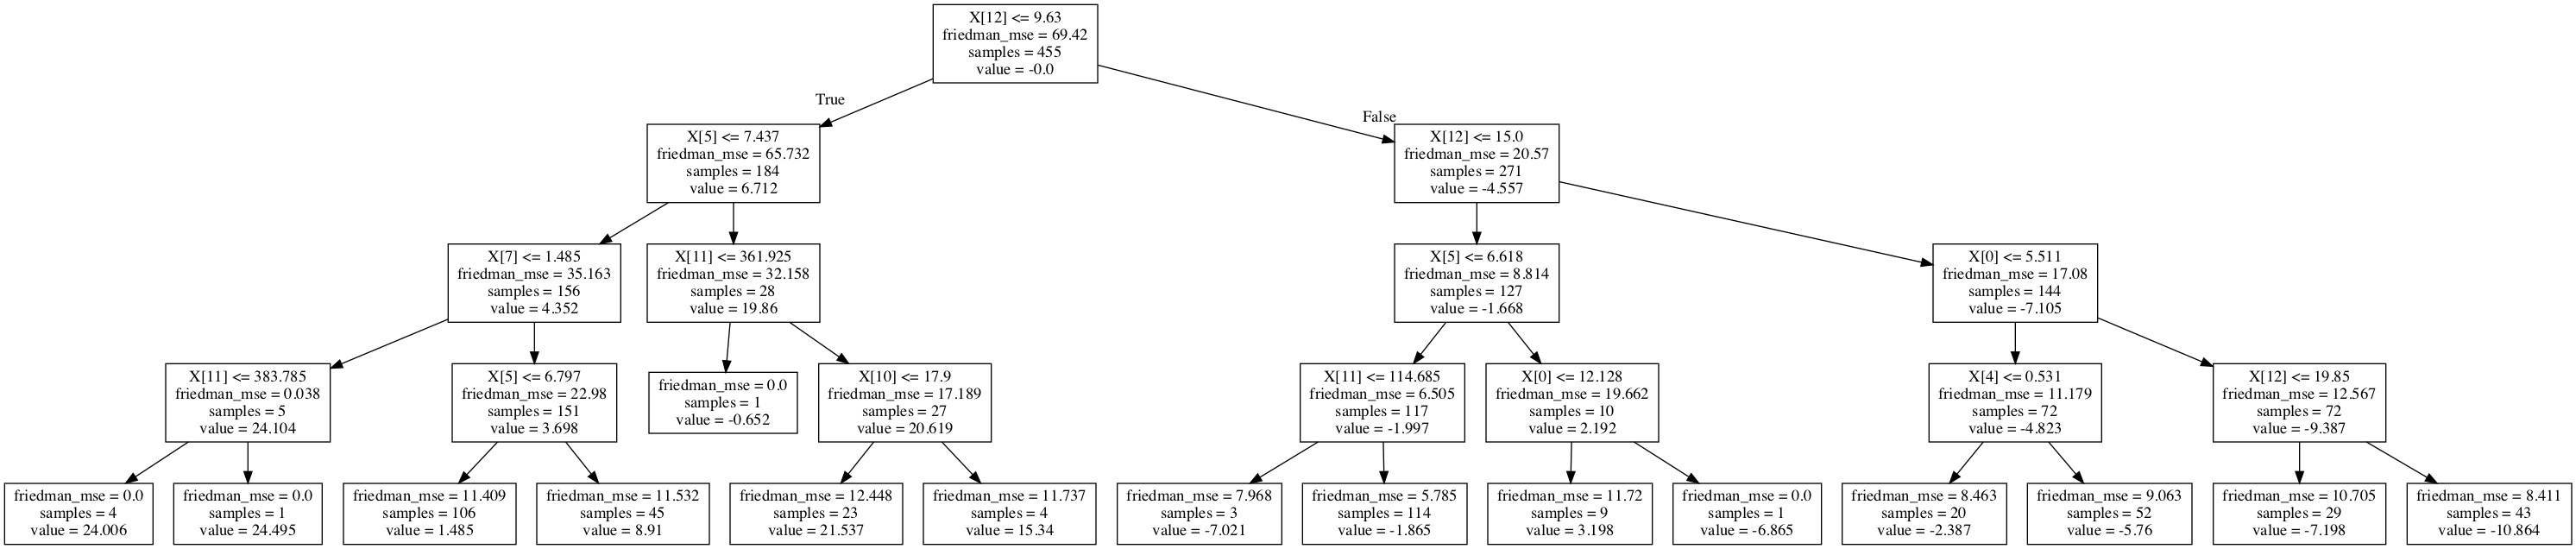 X[12] <= 9.63
friedman_mse = 69.42
samples = 455
value = -0.0
True
False
X[5] <= 7.437
friedman_mse = 65.732
samples = 184
value = 6.712
X[12] <= 15.0
friedman_mse = 20.57
samples = 271
value = -4.557
X[7] <= 1.485
friedman_mse = 35.163
samples = 156
value = 4.352
X[11] <= 361.925
friedman_mse = 32.158
samples = 28
value = 19.86
X[5] <= 6.618
friedman_mse = 8.814
samples = 127
value = -1.668
X[0] <= 5.511
friedman_mse = 17.08
samples = 144
value = -7.105
X[11] <= 383.785
friedman_mse = 0.038
samples = 5
value = 24.104
X[5] <= 6.797
friedman_mse = 22.98
samples = 151
value = 3.698
friedman_mse = 0.0
samples = 1
value = -0.652
X[10] <= 17.9
friedman_mse = 17.189
samples = 27
value = 20.619
X[11] <= 114.685
friedman_mse = 6.505
samples = 117
value = -1.997
X[0] <= 12.128
friedman_mse = 19.662
samples = 10
value = 2.192
X[4] <= 0.531
friedman_mse = 11.179
samples = 72
value = -4.823
X[12] <= 19.85
friedman_mse = 12.567
samples = 72
value = -9.387
friedman_mse = 0.0
samples = 4
value = 24.006
friedman_mse = 0.0
samples = 1
value = 24.495
friedman_mse = 11.409
samples = 106
value = 1.485
friedman_mse = 11.532
samples = 45
value = 8.91
friedman_mse = 12.448
samples = 23
value = 21.537
friedman_mse = 11.737
samples = 4
value = 15.34
friedman_mse = 7.968
samples = 3
value = -7.021
friedman_mse = 5.785
samples = 114
value = -1.865
friedman_mse = 11.72
samples = 9
value = 3.198
friedman_mse = 0.0
samples = 1
value = -6.865
friedman_mse = 8.463
samples = 20
value = -2.387
friedman_mse = 9.063
samples = 52
value = -5.76
friedman_mse = 10.705
samples = 29
value = -7.198
friedman_mse = 8.411
samples = 43
value = -10.864